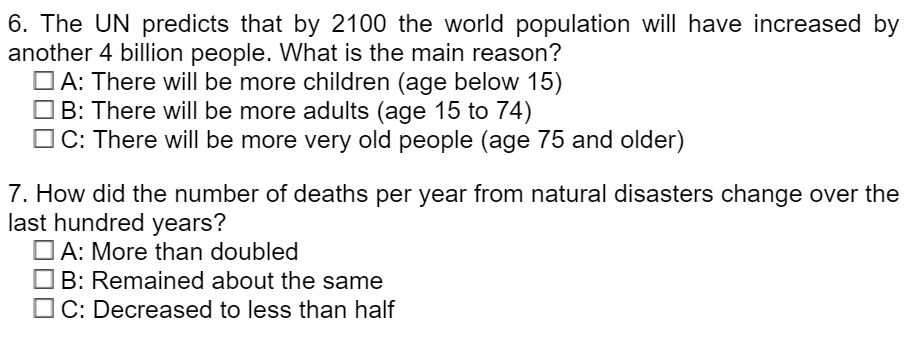 6. The UN predicts that by 2100 the world population will have increased by
another 4 billion people. What is the main reason?
☐ A: There will be more children (age below 15)
☐ B: There will be more adults (age 15 to 74)
☐ C: There will be more very old people (age 75 and older)
7. How did the number of deaths per year from natural disasters change over the
last hundred years?
☐ A: More than doubled
☐ B: Remained about the same
☐ C: Decreased to less than half